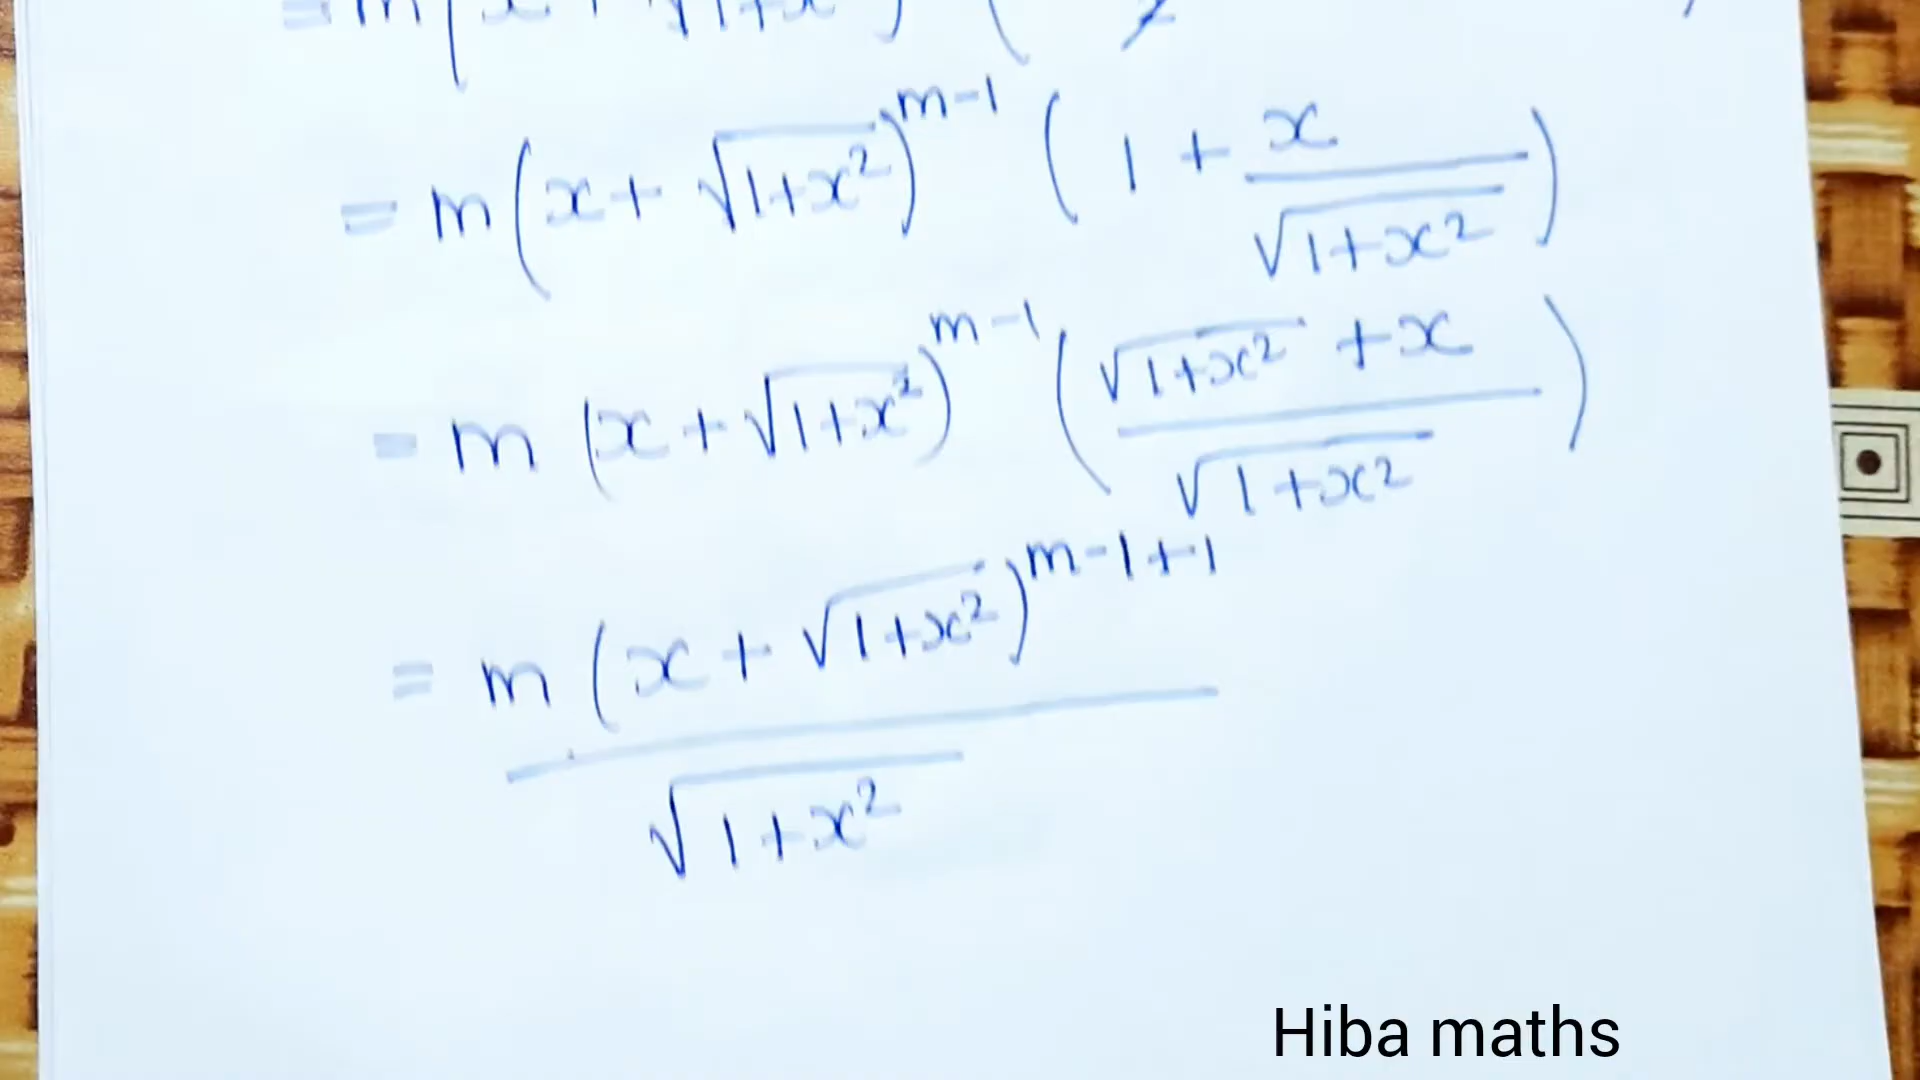 = m(x + √1+x
= m(x + √1+x²)^m-1 (1 + x/√1+x²)
= m (x + √1+x²)^m-1 (√1+x² + x/√1+x²)
= m (x + √1+x²)^m-1+1
√1+x²
Hiba maths